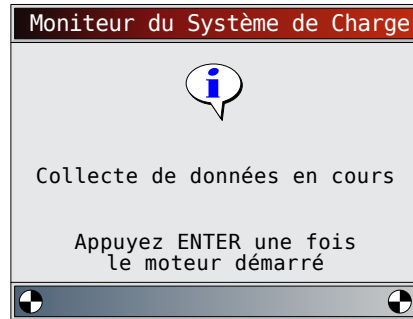 Moniteur du Système de Charge
Collecte de données en cours
Appuyez ENTER une fois
le moteur démarré